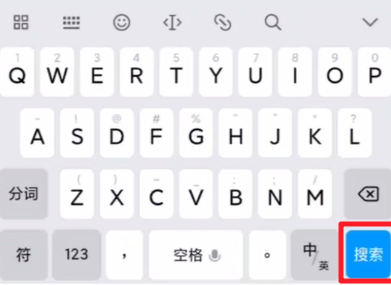 1 2 3 4 5 6 7 8 9 0
Q W E R T Y U I O P
- ! @ # % " " * ?
A S D F G H J K L
( ) - _ : ; /
分词 Z X C V B N M
符 123 , 空格 。 中/英 搜索